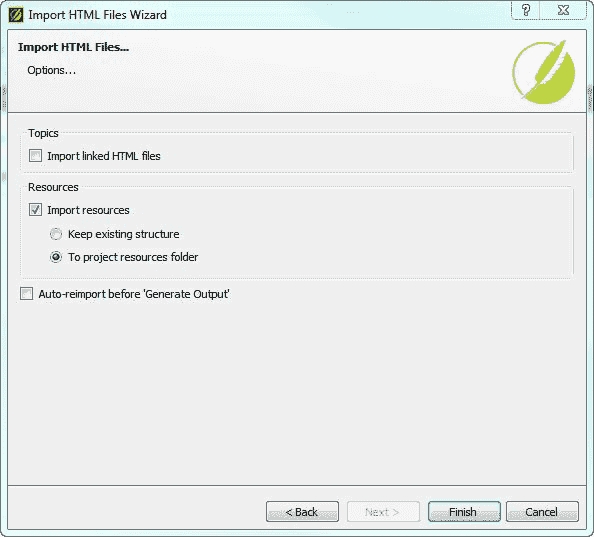 Import HTML Files Wizard
?
Import HTML Files...
Options...
Topics
Import linked HTML files
Resources
Import resources
Keep existing structure
To project resources folder
Auto-reimport before 'Generate Output'
< Back Next > Finish Cancel